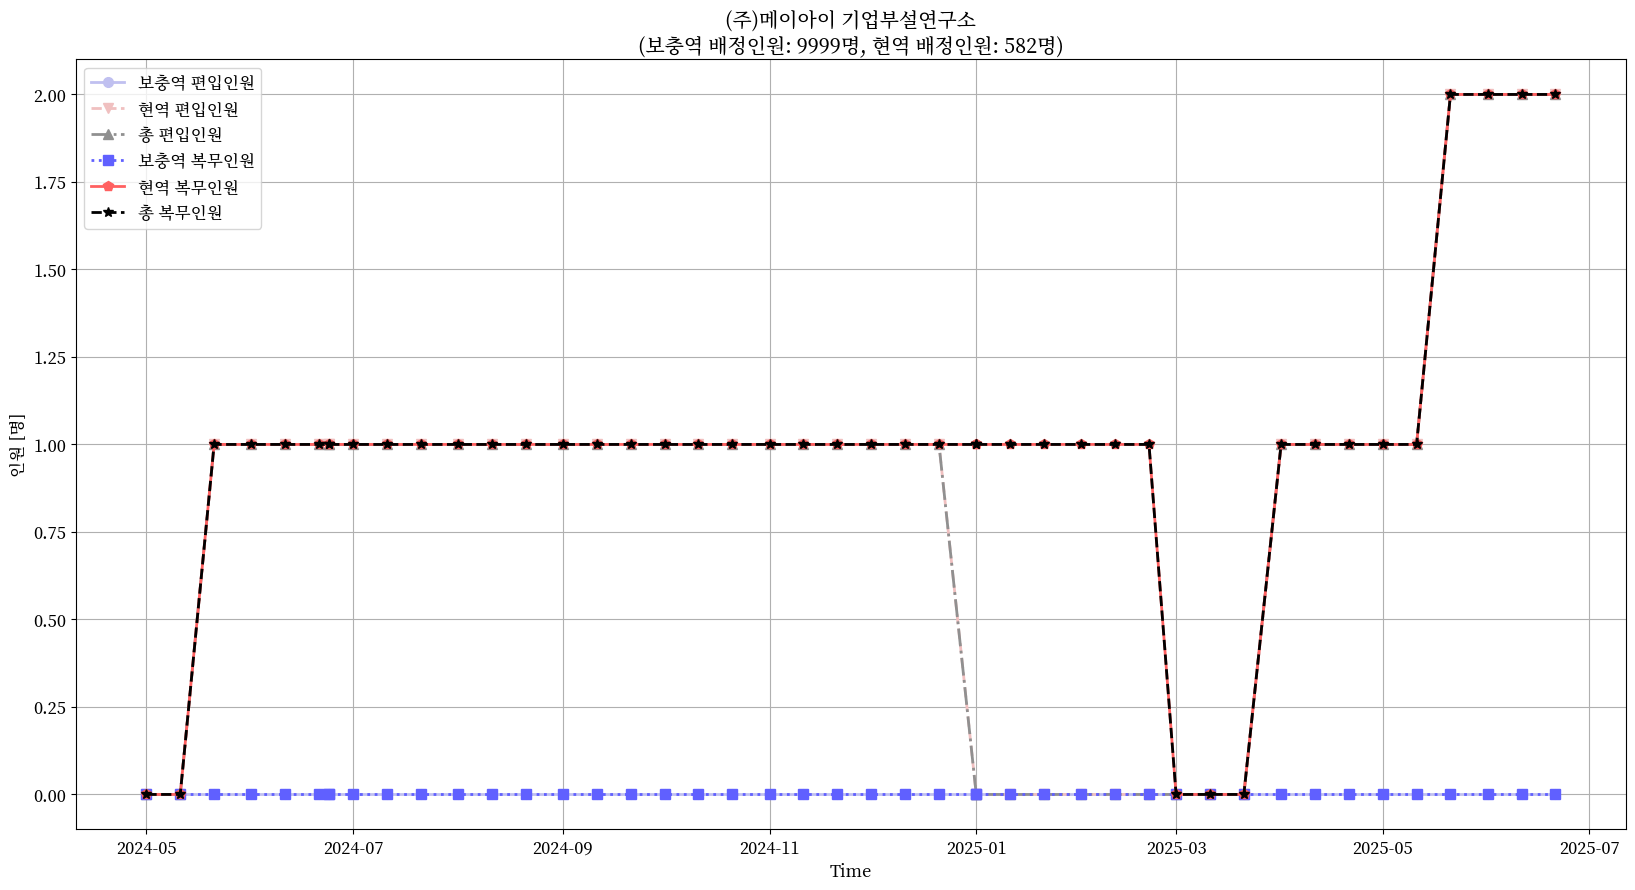 (주)메이아이 기업부설연구소
(보충역 배정인원: 9999명, 현역 배정인원: 582명)
보충역 편입인원
현역 편입인원
총 편입인원
보충역 복무인원
현역 복무인원
총 복무인원
2.00
1.75
1.50
1.25
1.00
0.75
0.50
0.25
0.00
인원 [명]
2024-05 2024-07 2024-09 2024-11 2025-01 2025-03 2025-05 2025-07
Time